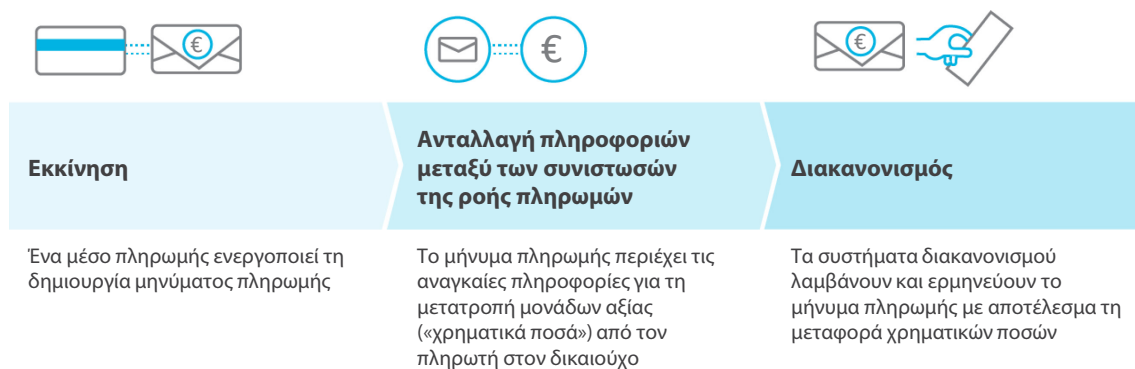 €
€
€
Εκκίνηση
Ανταλλαγή πληροφοριών
μεταξύ των συνιστωσών
της ροής πληρωμών
Διακανονισμός
Ένα μέσο πληρωμής ενεργοποιεί τη
δημιουργία μηνύματος πληρωμής
Το μήνυμα πληρωμής περιέχει τις
αναγκαίες πληροφορίες για τη
μετατροπή μονάδων αξίας
(«χρηματικά ποσά») από τον
πληρωτή στον δικαιούχο
Τα συστήματα διακανονισμού
λαμβάνουν και ερμηνεύουν το
μήνυμα πληρωμής με αποτέλεσμα τη
μεταφορά χρηματικών ποσών